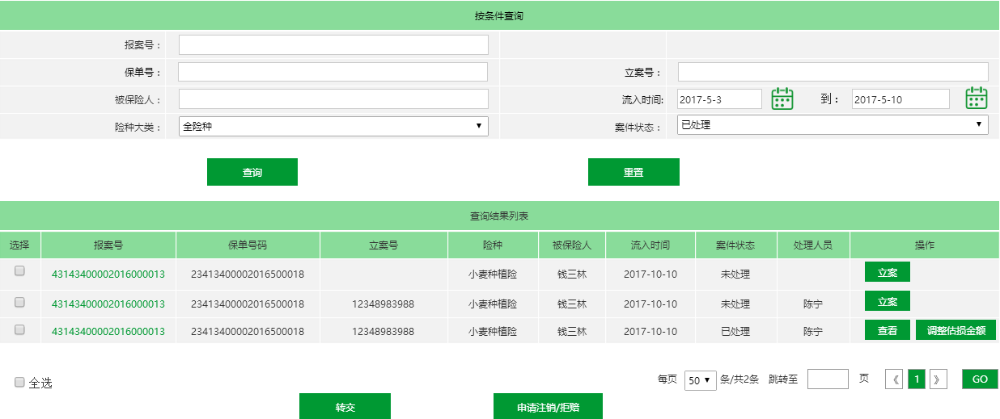 按条件查询
报案号：
保单号： 立案号：
被保险人： 流入时间: 2017-5-3 到： 2017-5-10
险种大类： 全险种 案件状态： 已处理
查询 重置
查询结果列表
选择 报案号 保单号码 立案号 险种 被保险人 流入时间 案件状态 处理人员 操作
43143400002016000013 23413400002016500018 小麦种植险 钱三林 2017-10-10 未处理 立案
43143400002016000013 23413400002016500018 12348983988 小麦种植险 钱三林 2017-10-10 未处理 陈宁 立案
43143400002016000013 23413400002016500018 12348983988 小麦种植险 钱三林 2017-10-10 已处理 陈宁 查看 调整估损金额
全选 每页 50 条/共2条 跳转至 页 《 1 》 GO
转交 申请注销/拒赔